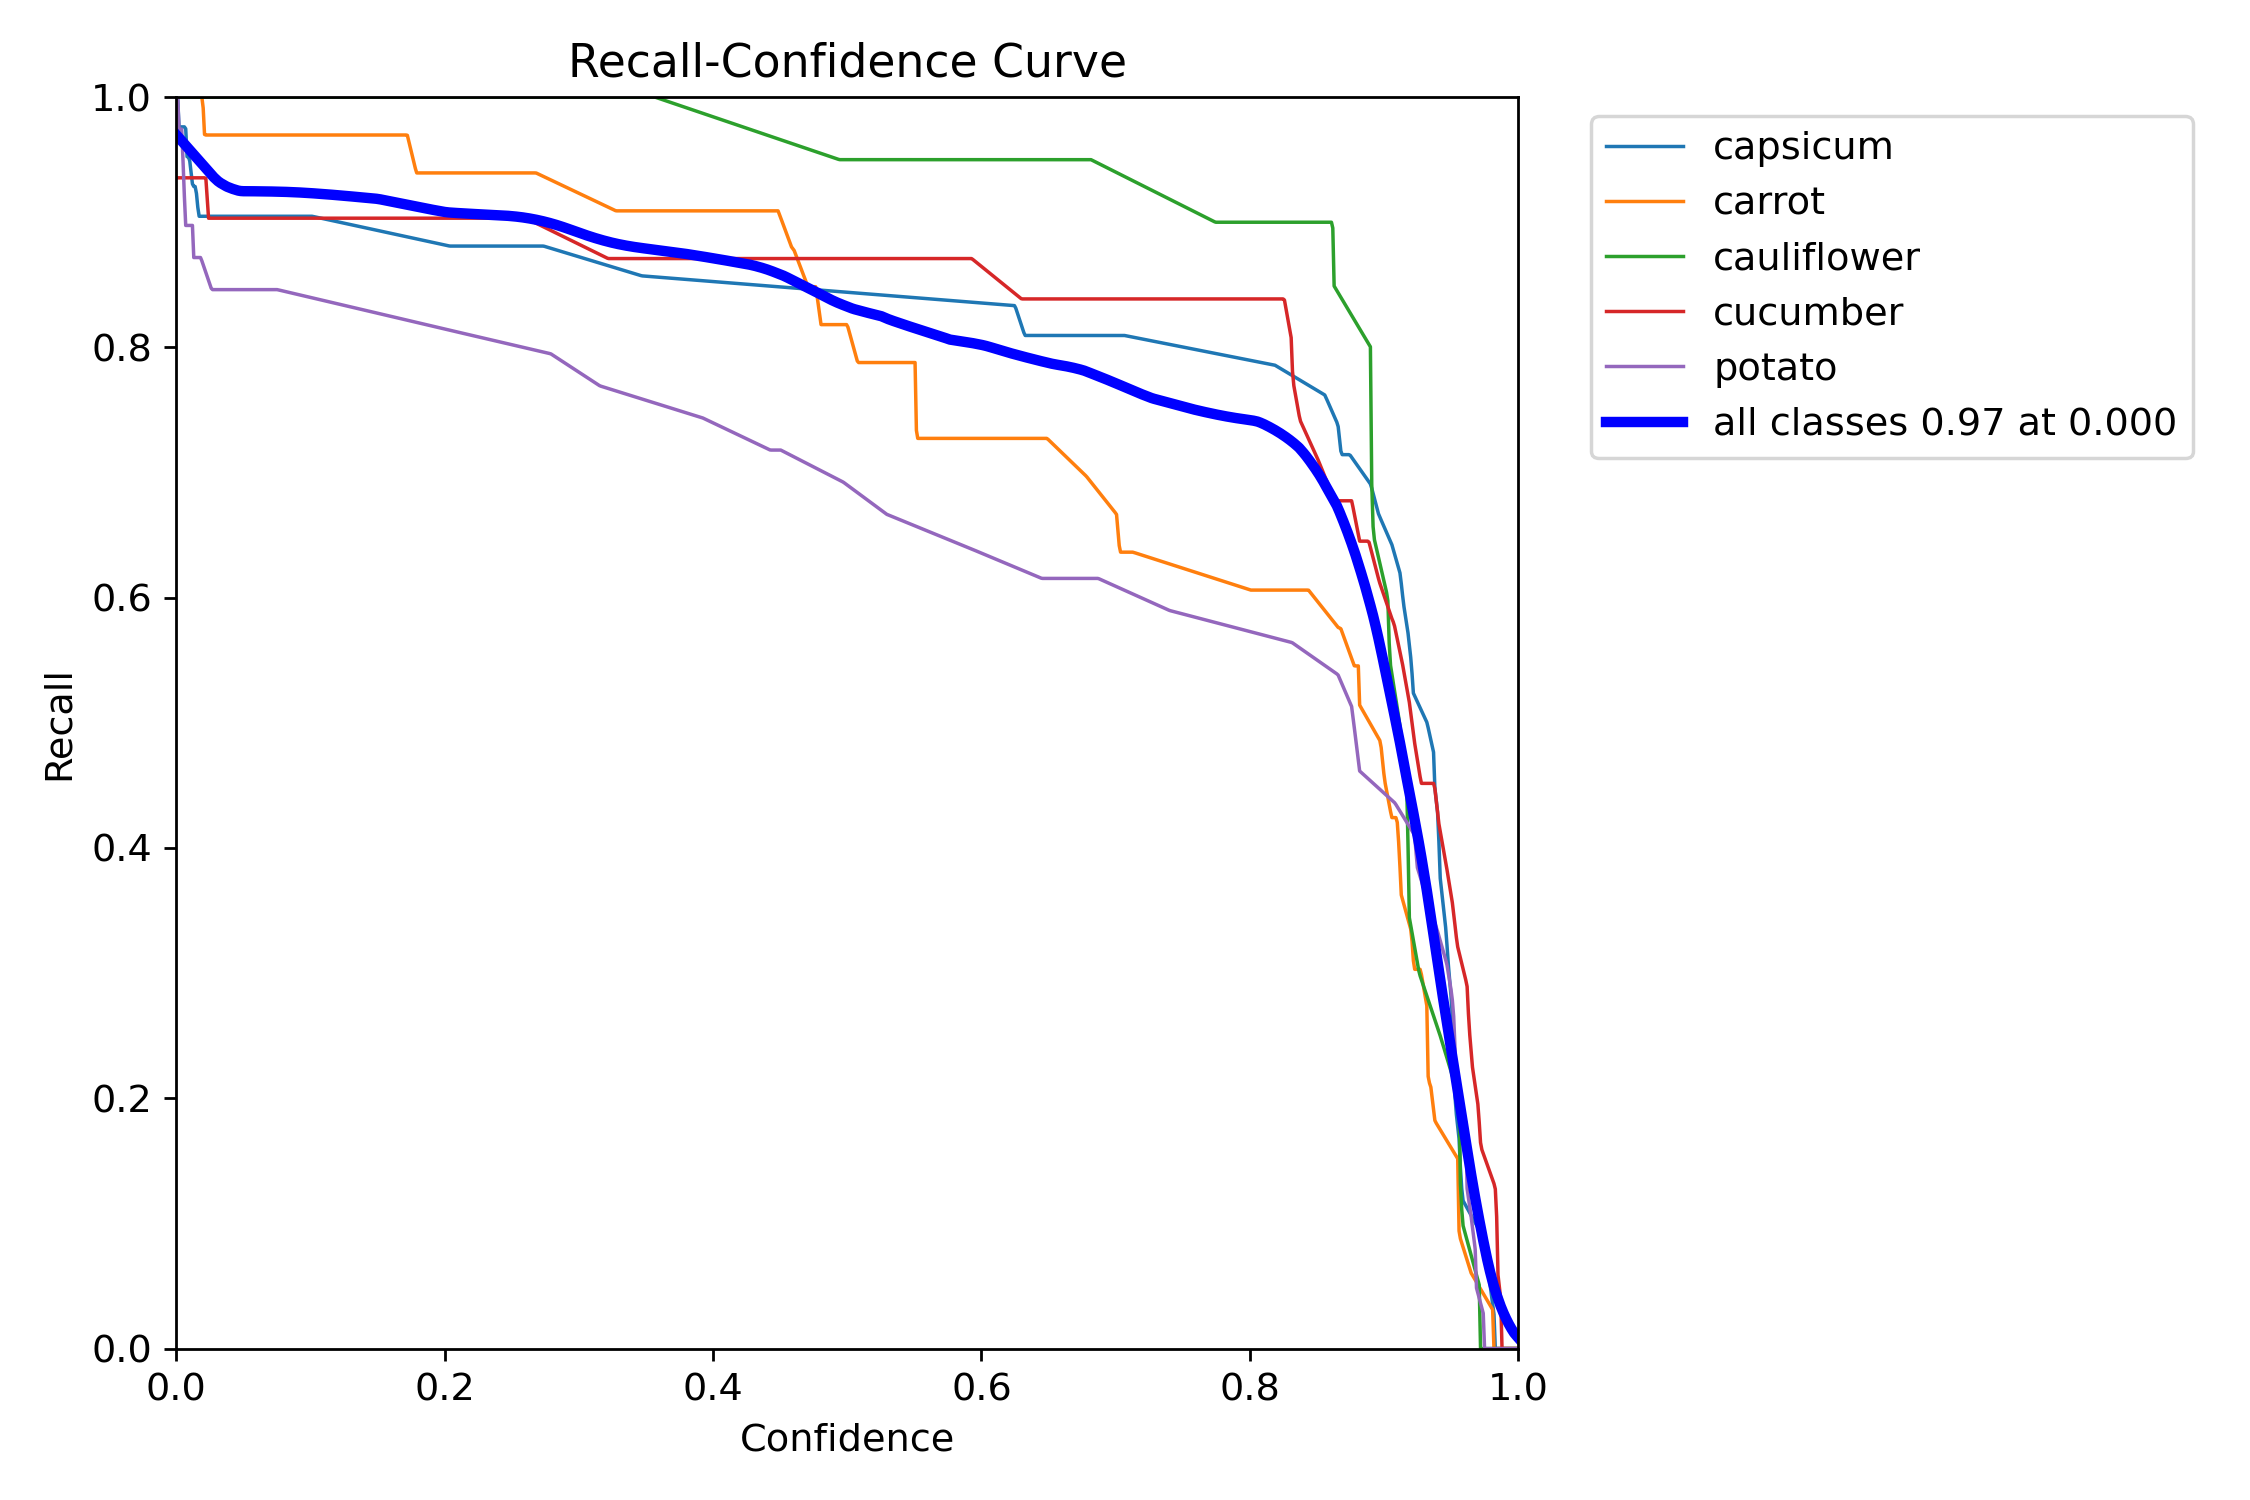 Recall-Confidence Curve
1.0
0.8
0.6
0.4
0.2
0.0
Recall
0.0 0.2 0.4 0.6 0.8 1.0
Confidence
capsicum
carrot
cauliflower
cucumber
potato
all classes 0.97 at 0.000